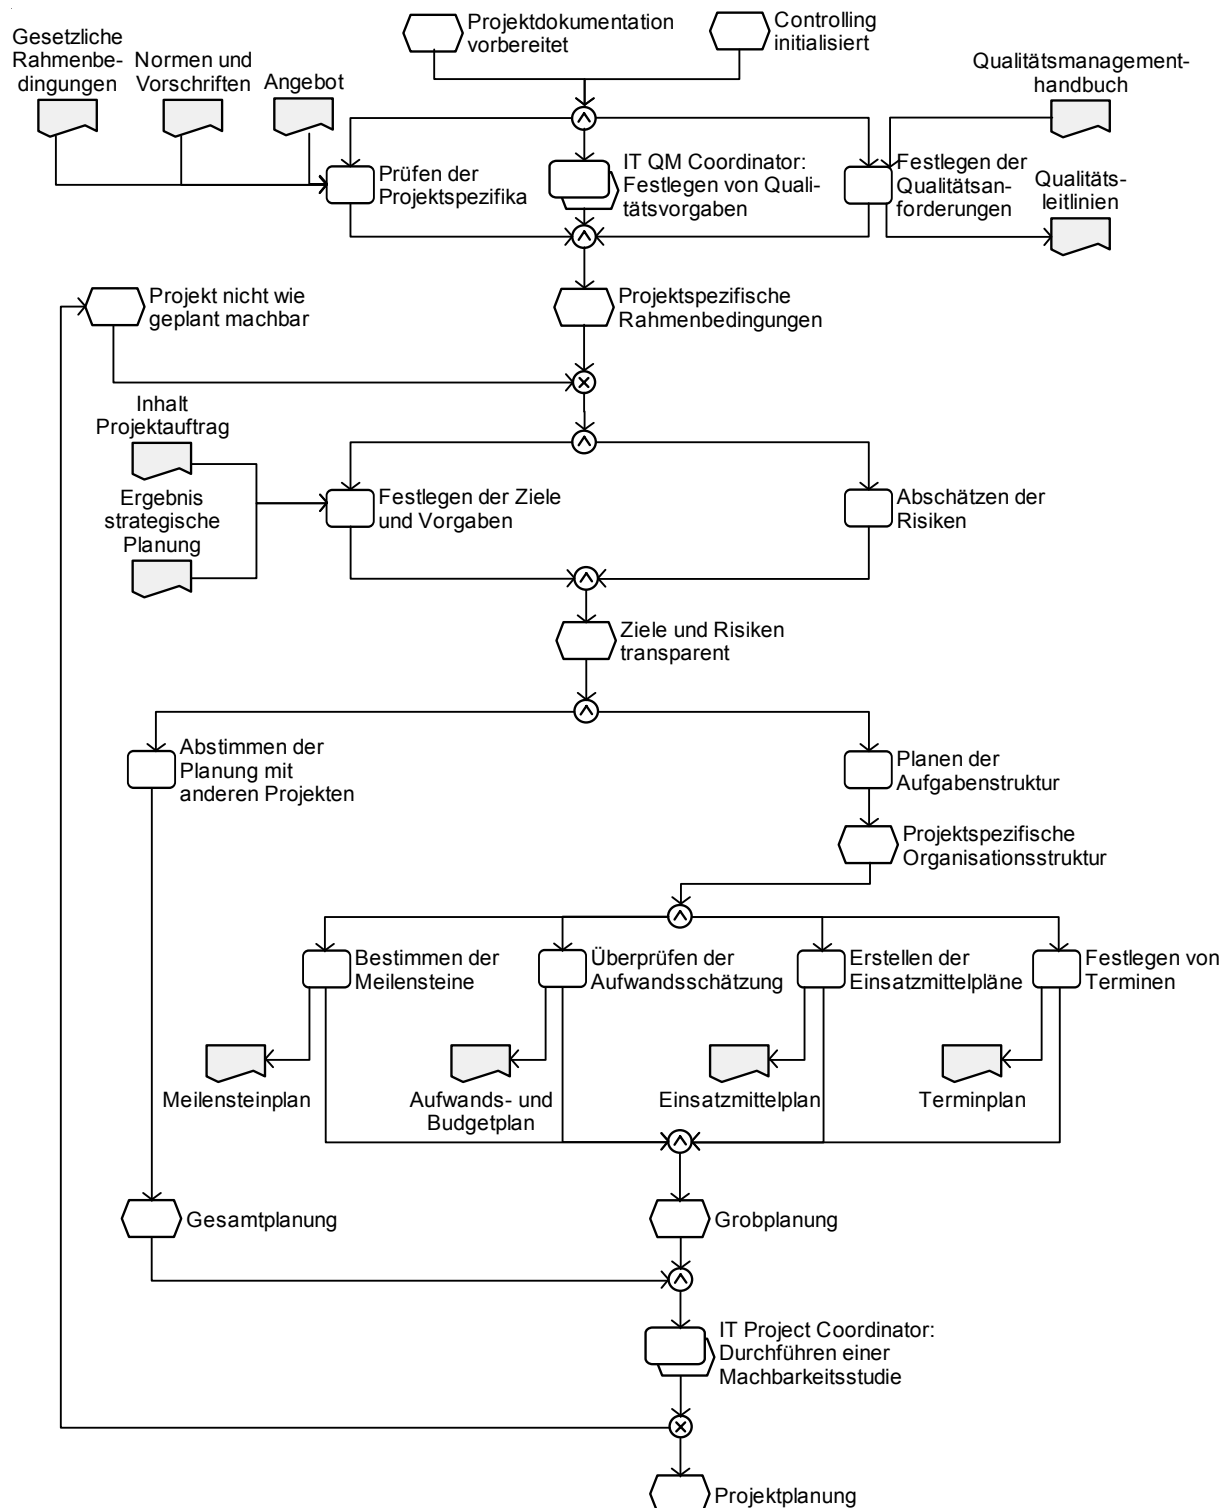 Projektdokumentation
vorbereitet
Controlling
initialisiert
Gesetzliche
Rahmenbe-
dingungen
Normen und
Vorschriften
Angebot
Qualitätsmanagement-
handbuch
Prüfen der
Projektspezifika
IT QM Coordinator:
Festlegen von Quali-
tätsvorgaben
Festlegen der
Qualitätsan-
forderungen
Qualitäts-
leitlinien
Projekt nicht wie
geplant machbar
Projektspezifische
Rahmenbedingungen
Inhalt
Projektauftrag
Ergebnis
strategische
Planung
Festlegen der Ziele
und Vorgaben
Abschätzen der
Risiken
Ziele und Risiken
transparent
Abstimmen der
Planung mit
anderen Projekten
Planen der
Aufgabenstruktur
Projektspezifische
Organisationsstruktur
Bestimmen der
Meilensteine
Überprüfen der
Aufwandsschätzung
Erstellen der
Einsatzmittelpläne
Festlegen von
Terminen
Meilensteinplan
Aufwands- und
Budgetplan
Einsatzmittelplan
Terminplan
Gesamtplanung
Grobplanung
IT Project Coordinator:
Durchführen einer
Machbarkeitsstudie
Projektplanung